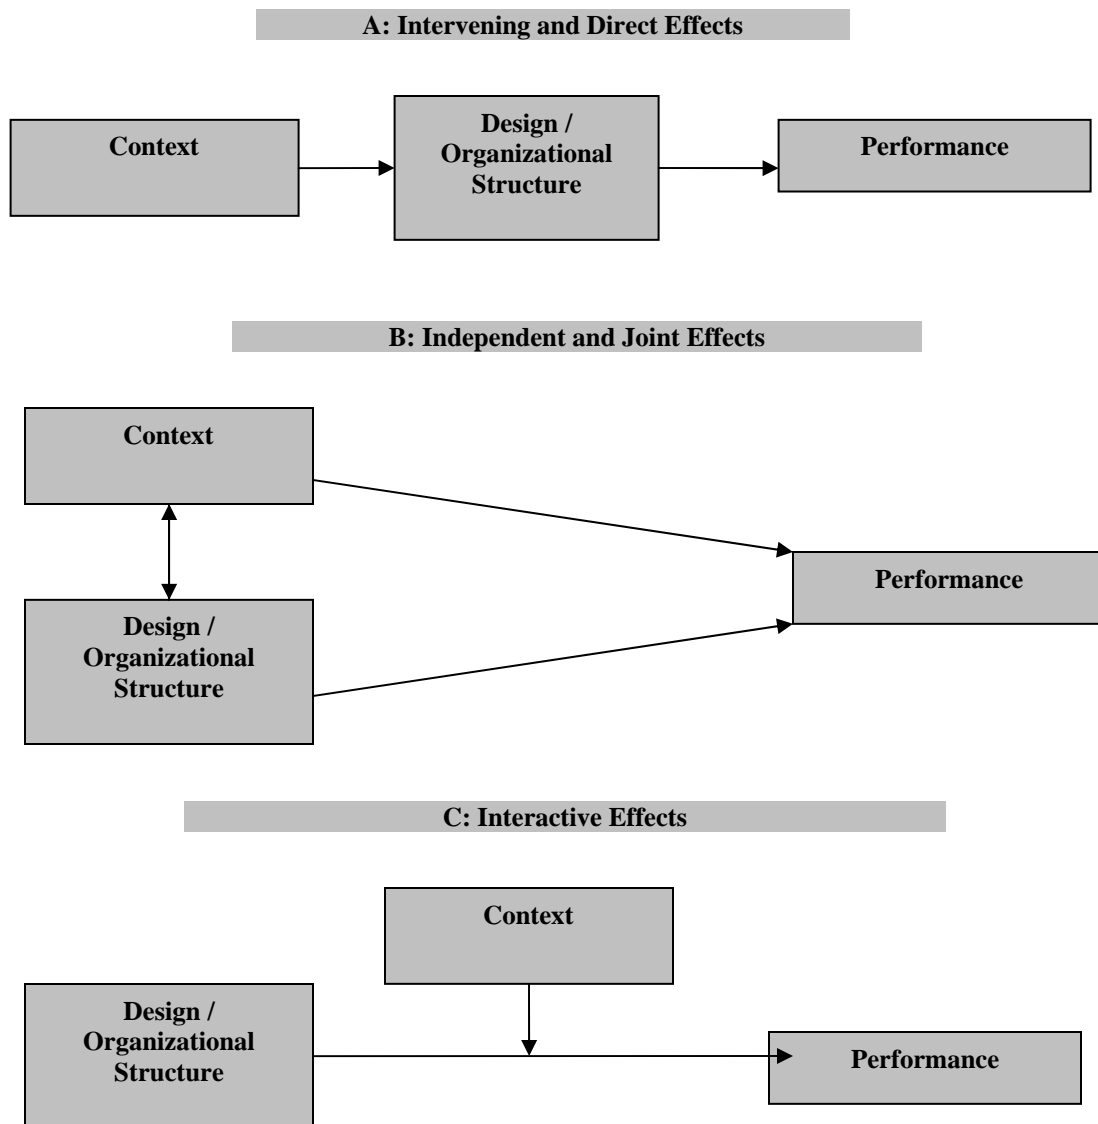 A: Intervening and Direct Effects
Context
Design /
Organizational
Structure
Performance
B: Independent and Joint Effects
Context
Design /
Organizational
Structure
Performance
C: Interactive Effects
Context
Design /
Organizational
Structure
Performance